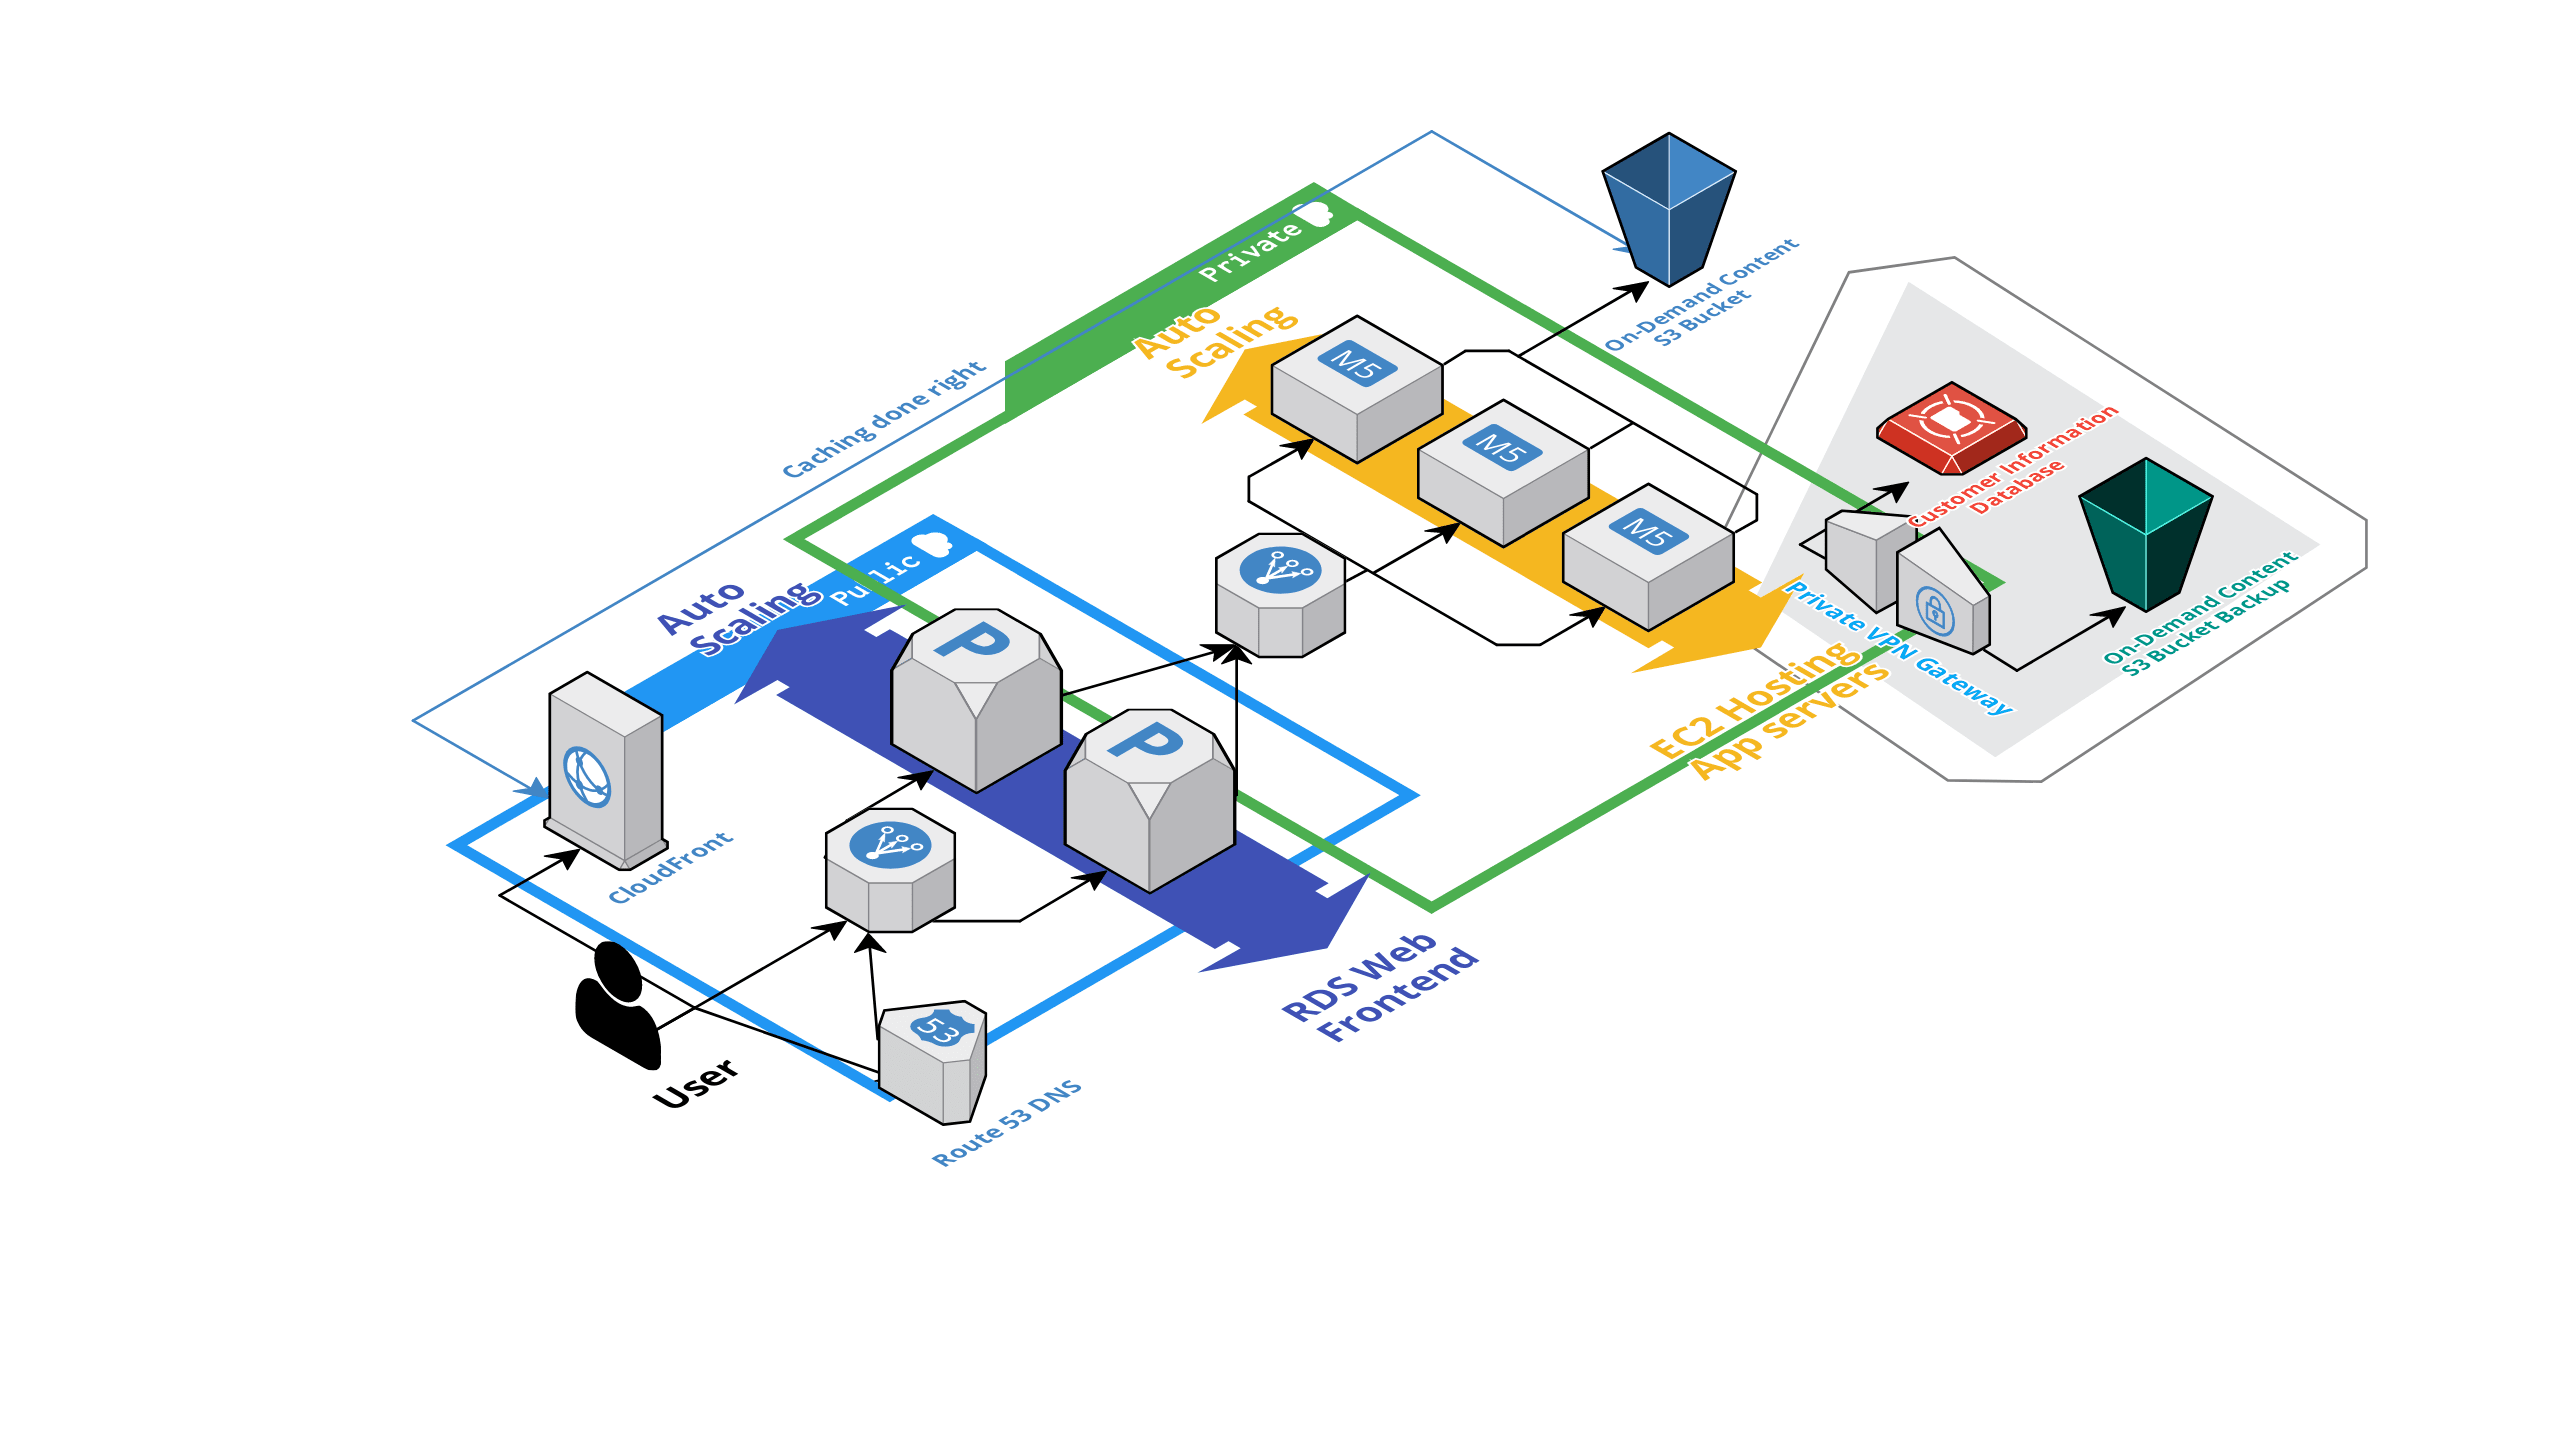 Private
On-Demand Content
S3 Bucket
Auto
Scaling
M5
M5
M5
Caching done right
Customer Information
Database
Public
Auto
Scaling
On-Demand Content
S3 Bucket Backup
Private VPN Gateway
EC2 Hosting
App servers
P
P
CloudFront
RDS Web
Frontend
53
User
Route 53 DNS